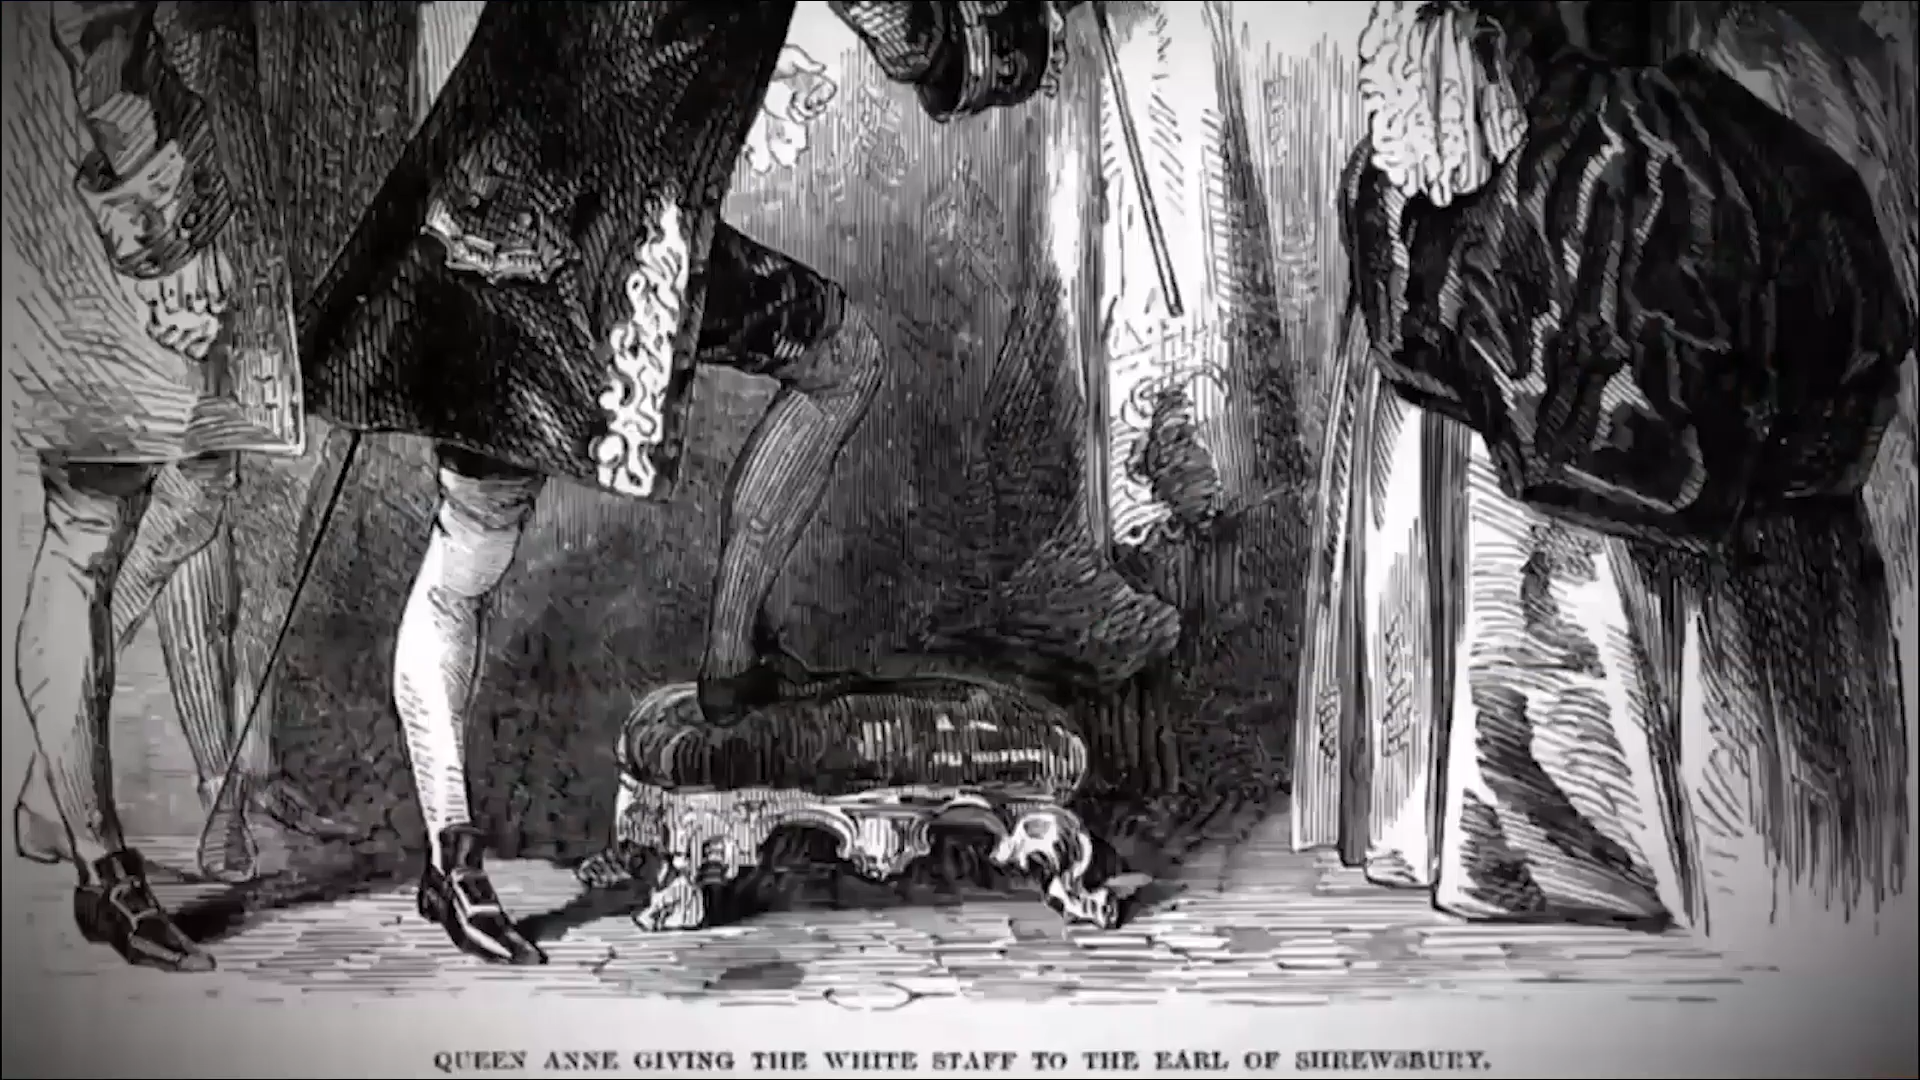 QUEEN ANNE GIVING THE WHITE STAFF TO THE EARL OF SHREWSBURY.